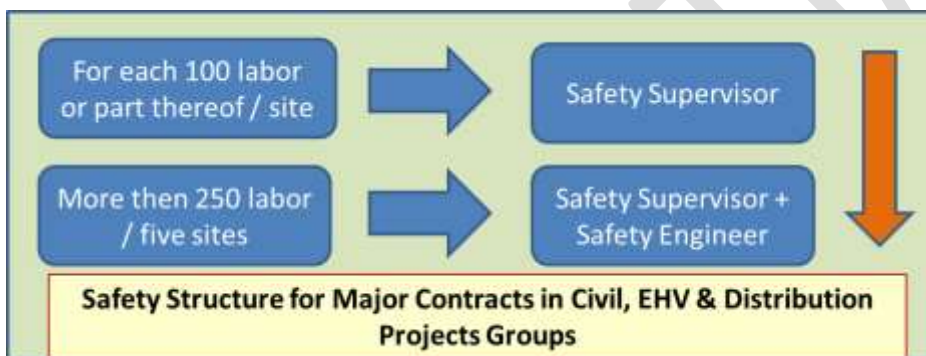 For each 100 labor
or part thereof / site
Safety Supervisor
More then 250 labor
/ five sites
Safety Supervisor +
Safety Engineer
Safety Structure for Major Contracts in Civil, EHV & Distribution
Projects Groups